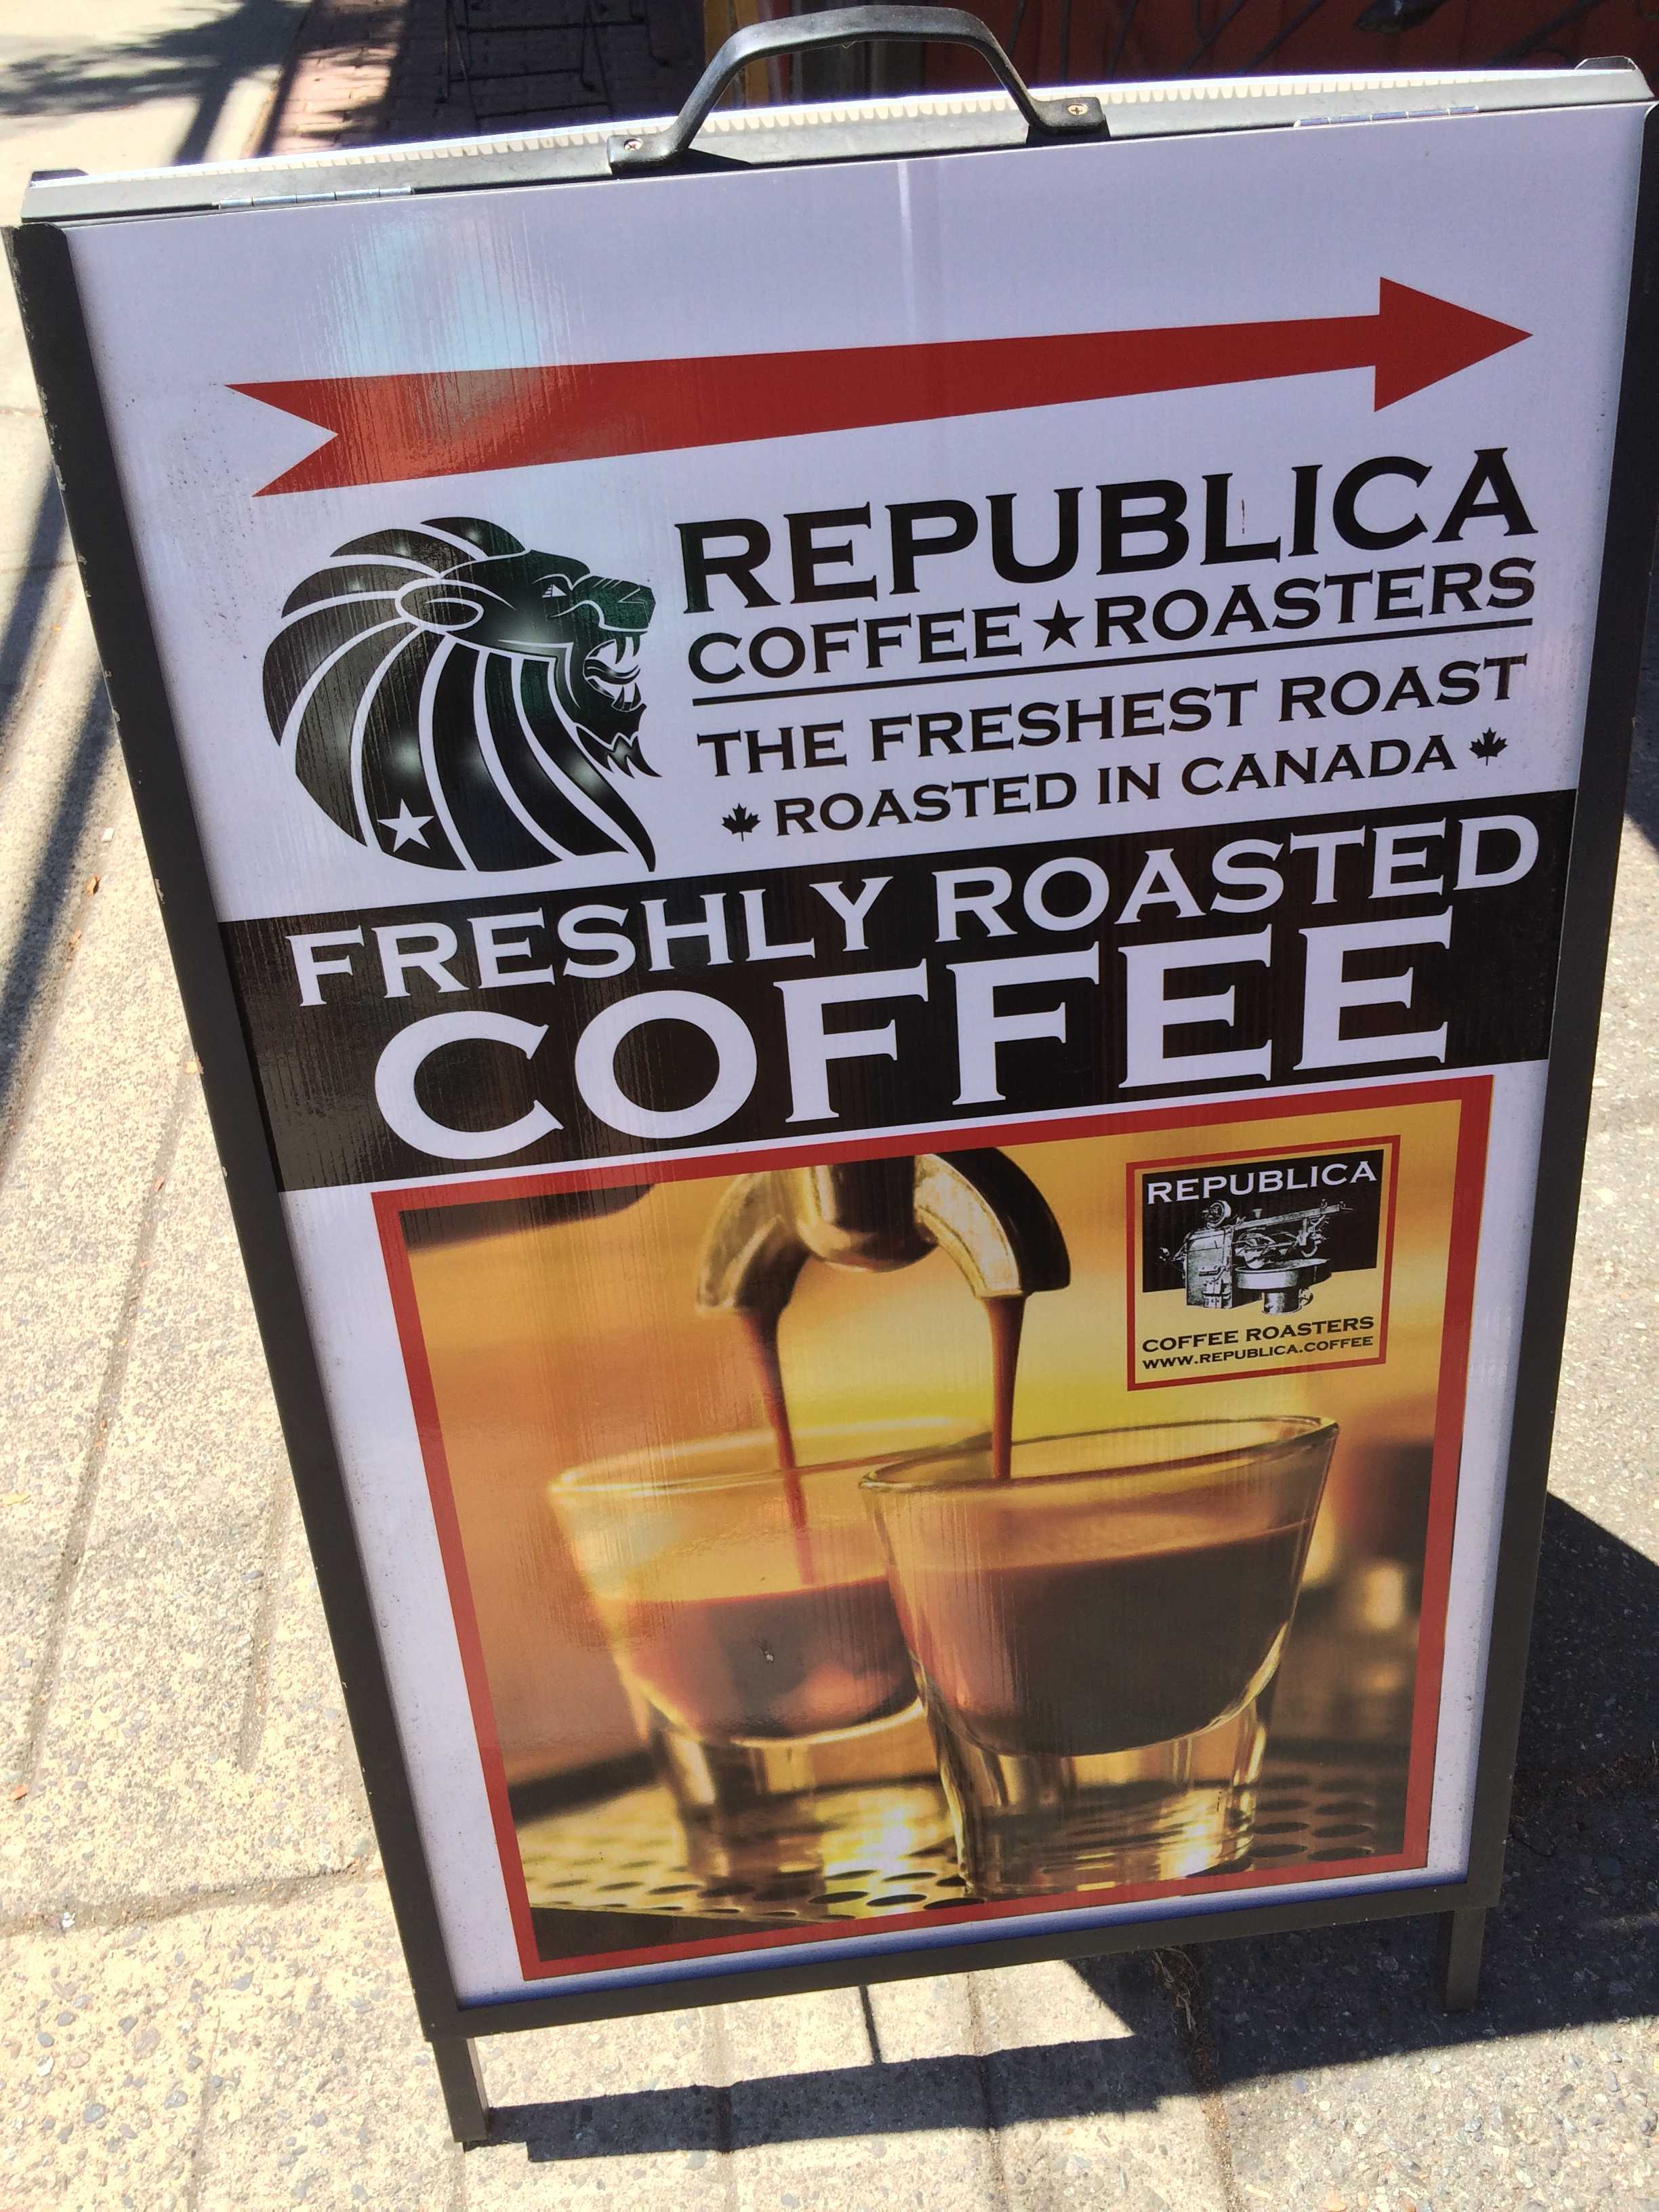 REPUBLICA
COFFEE★ROASTERS
THE FRESHEST ROAST
ROASTED IN CANADA
FRESHLY ROASTED
COFFEE
REPUBLICA
COFFEE ROASTERS
WWW.REPUBLICA.COFFEE